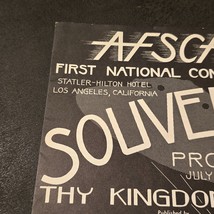 AFSC
FIRST NATIONAL CON
STATLER-HILTON HOTEL
LOS ANGELES, CALIFORNIA
SOUVE
PRO
JULY
THY KINGDO
Published by